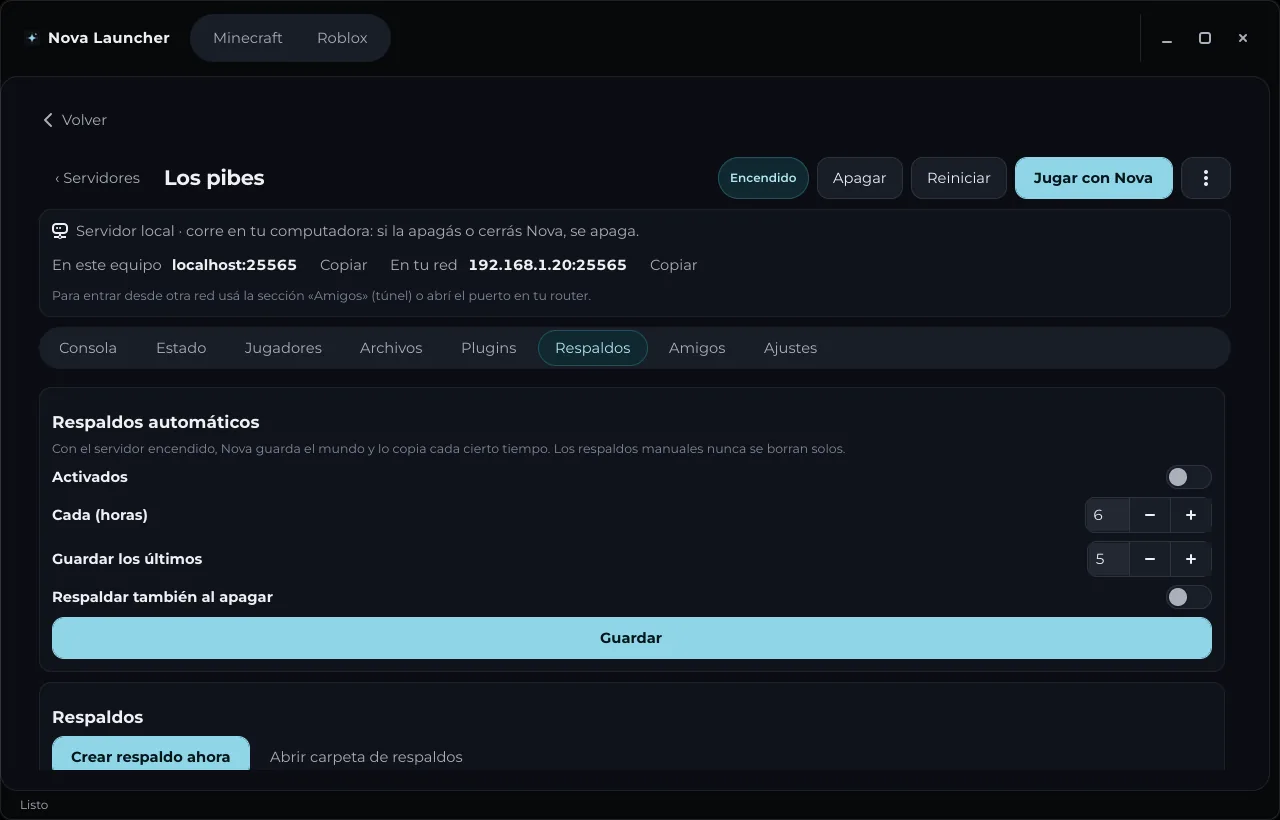 Nova Launcher Minecraft Roblox
Volver
‹ Servidores Los pibes Encendido Apagar Reiniciar Jugar con Nova
Servidor local · corre en tu computadora: si la apagás o cerrás Nova, se apaga.
En este equipo localhost:25565 Copiar En tu red 192.168.1.20:25565 Copiar
Para entrar desde otra red usá la sección «Amigos» (túnel) o abrí el puerto en tu router.
Consola Estado Jugadores Archivos Plugins Respaldos Amigos Ajustes
Respaldos automáticos
Con el servidor encendido, Nova guarda el mundo y lo copia cada cierto tiempo. Los respaldos manuales nunca se borran solos.
Activados
Cada (horas) 6 − +
Guardar los últimos 5 − +
Respaldar también al apagar
Guardar
Respaldos
Crear respaldo ahora Abrir carpeta de respaldos
Listo